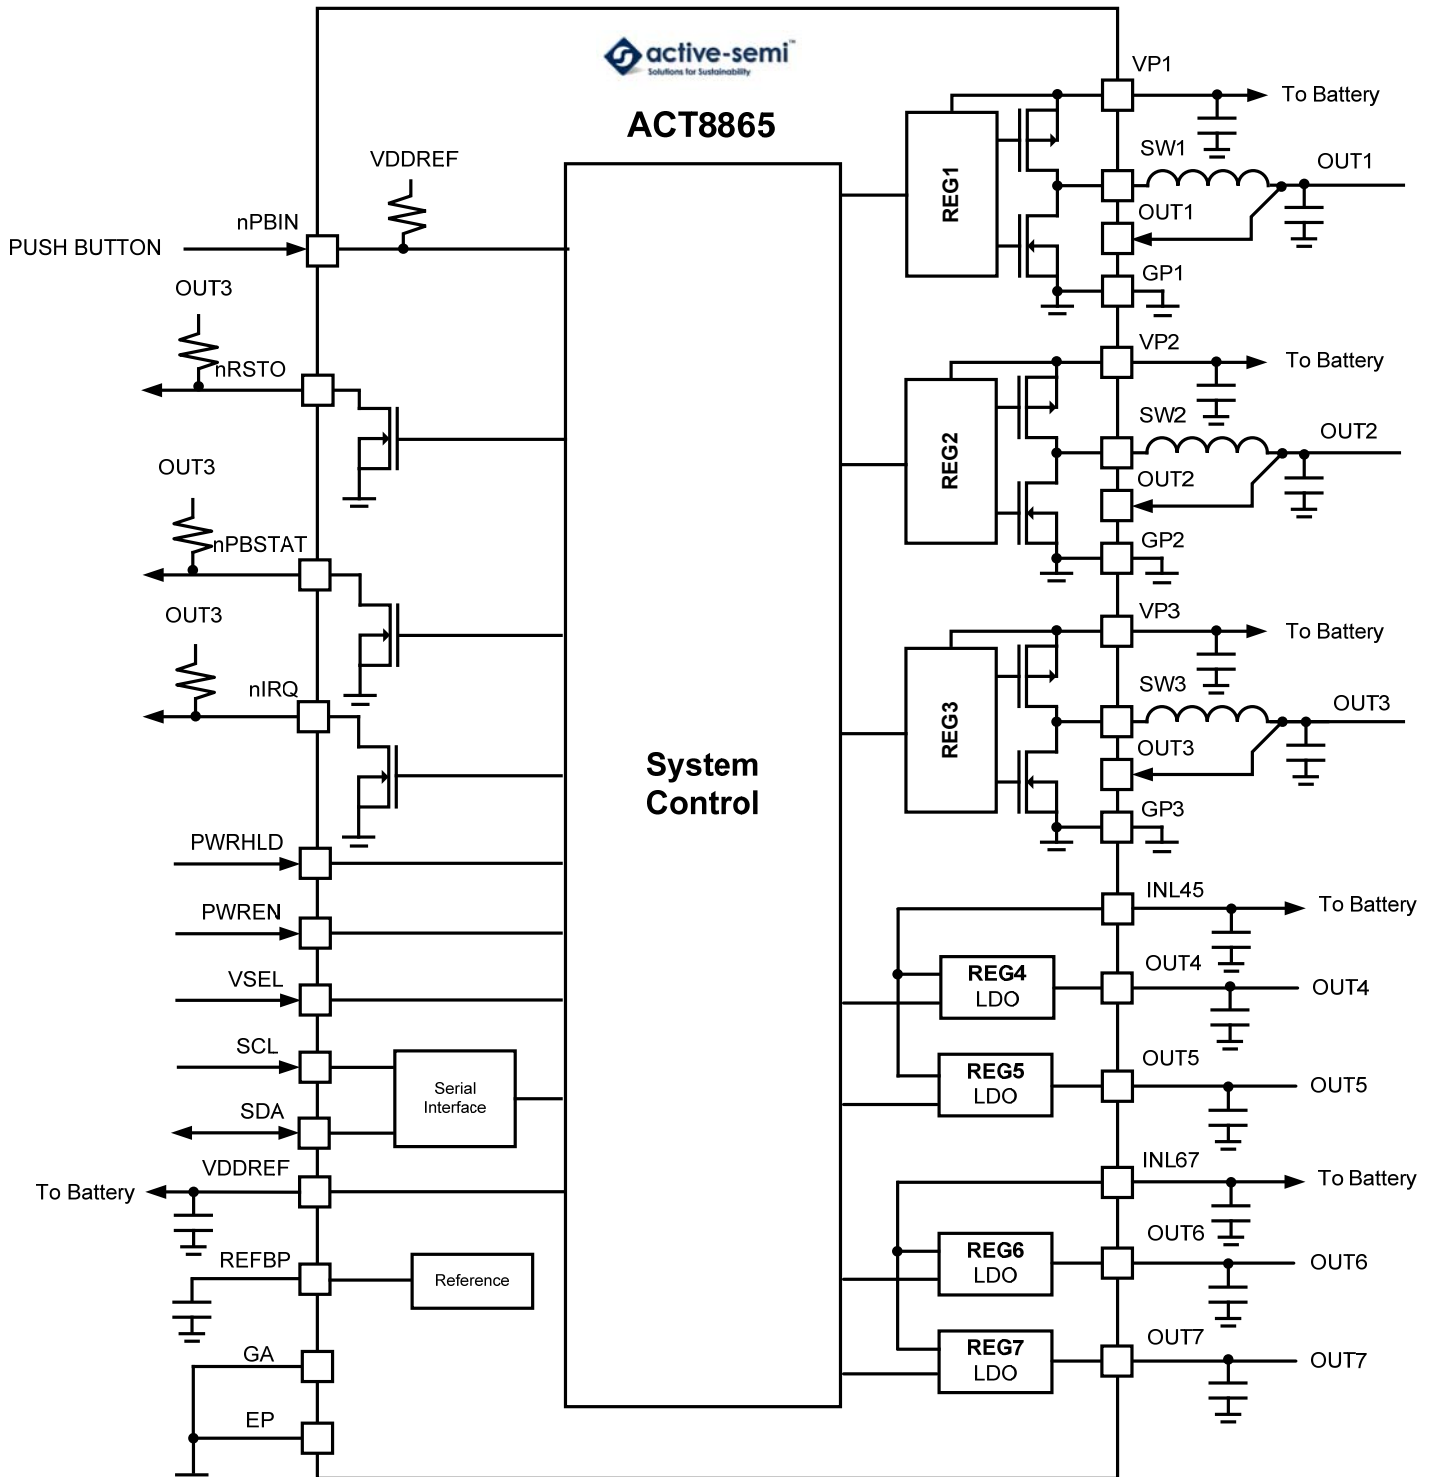 active-semi™
Solutions for Sustainability
ACT8865
VDDREF
nPBIN
PUSH BUTTON
OUT3
nRSTO
OUT3
nPBSTAT
OUT3
nIRQ
PWRHLD
PWREN
VSEL
SCL
SDA
Serial
Interface
VDDREF
To Battery
REFBP
Reference
GA
EP
System
Control
VP1
To Battery
REG1
SW1
OUT1
OUT1
GP1
VP2
To Battery
REG2
SW2
OUT2
OUT2
GP2
VP3
To Battery
REG3
SW3
OUT3
OUT3
GP3
INL45
To Battery
REG4
LDO
OUT4
OUT4
REG5
LDO
OUT5
OUT5
INL67
To Battery
REG6
LDO
OUT6
OUT6
REG7
LDO
OUT7
OUT7